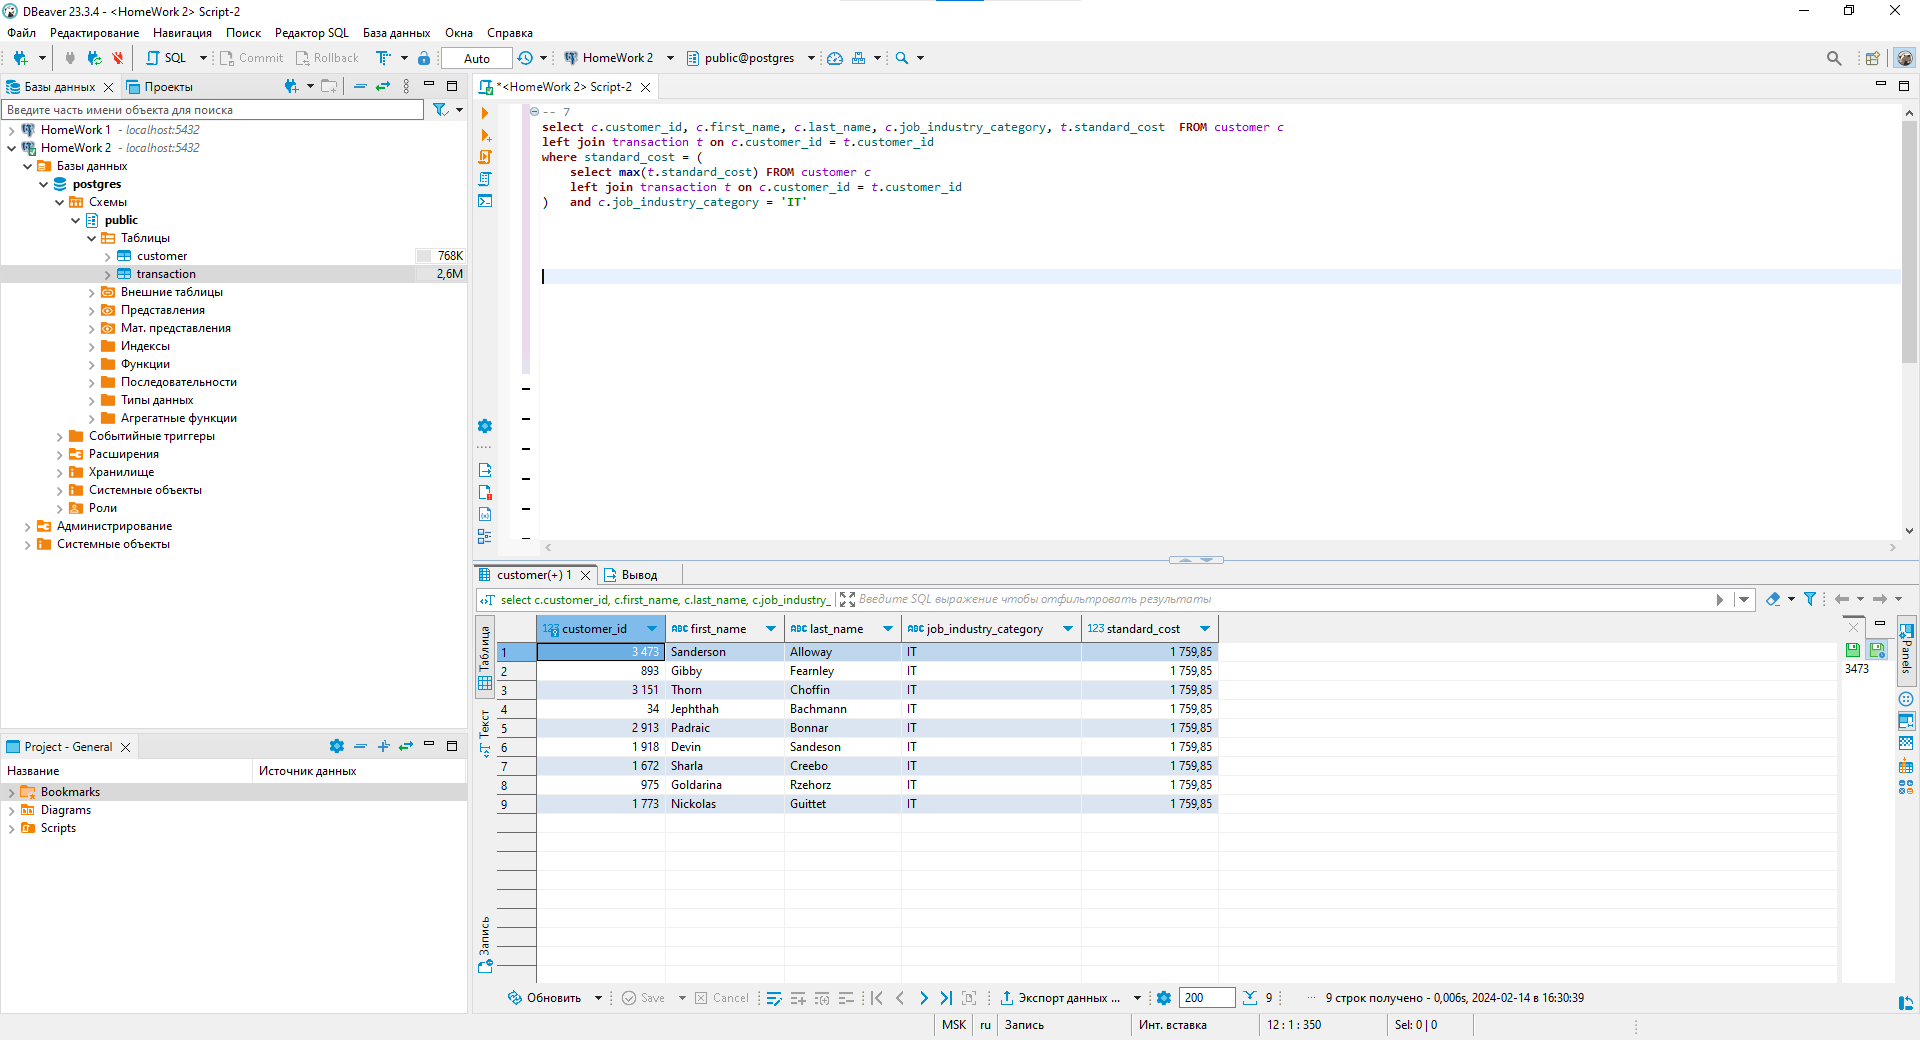 DBeaver 23.3.4 - <HomeWork 2> Script-2
Файл Редактирование Навигация Поиск Редактор SQL База данных Окна Справка
SQL Commit Rollback Auto HomeWork 2 public@postgres
Базы данных Проекты
Введите часть имени объекта для поиска
HomeWork 1 - localhost:5432
HomeWork 2 - localhost:5432
Базы данных
postgres
Схемы
public
Таблицы
customer 768K
transaction 2,6M
Внешние таблицы
Представления
Мат. представления
Индексы
Функции
Последовательности
Типы данных
Агрегатные функции
Событийные триггеры
Расширения
Хранилище
Системные объекты
Роли
Администрирование
Системные объекты
Project - General
Название Источник данных
Bookmarks
Diagrams
Scripts
*<HomeWork 2> Script-2
-- 7
select c.customer_id, c.first_name, c.last_name, c.job_industry_category, t.standard_cost  FROM customer c
left join transaction t on c.customer_id = t.customer_id
where standard_cost = (
    select max(t.standard_cost) FROM customer c
    left join transaction t on c.customer_id = t.customer_id
)   and c.job_industry_category = 'IT'
customer(+) 1 Вывод
select c.customer_id, c.first_name, c.last_name, c.job_industry_ Введите SQL выражение чтобы отфильтровать результаты
Таблица
Текст
Запись
123 customer_id ABC first_name ABC last_name ABC job_industry_category 123 standard_cost
1 3 473 Sanderson Alloway IT 1 759,85
2 893 Gibby Fearnley IT 1 759,85
3 3 151 Thorn Choffin IT 1 759,85
4 34 Jephthah Bachmann IT 1 759,85
5 2 913 Padraic Bonnar IT 1 759,85
6 1 918 Devin Sandeson IT 1 759,85
7 1 672 Sharla Creebo IT 1 759,85
8 975 Goldarina Rzehorz IT 1 759,85
9 1 773 Nickolas Guittet IT 1 759,85
3473
Panels
Обновить Save Cancel Экспорт данных ... 200 9 ··· 9 строк получено - 0,006s, 2024-02-14 в 16:30:39
MSK ru Запись Инт. вставка 12 : 1 : 350 Sel: 0 | 0